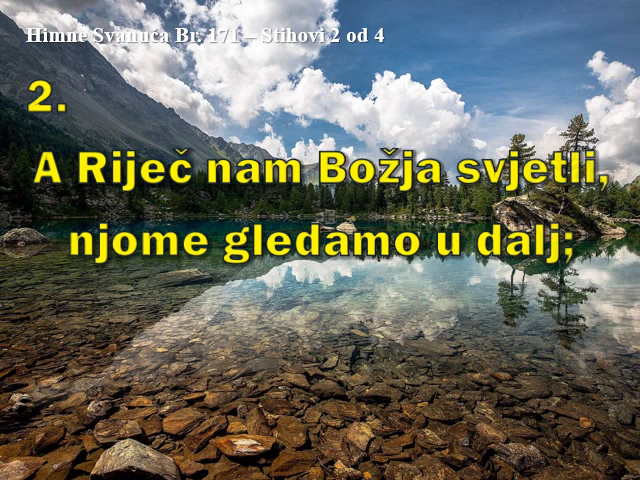 Himne Svanuća Br. 171 – Stihovi 2 od 4
2.
A Riječ nam Božja svjetli,
njome gledamo u dalj;